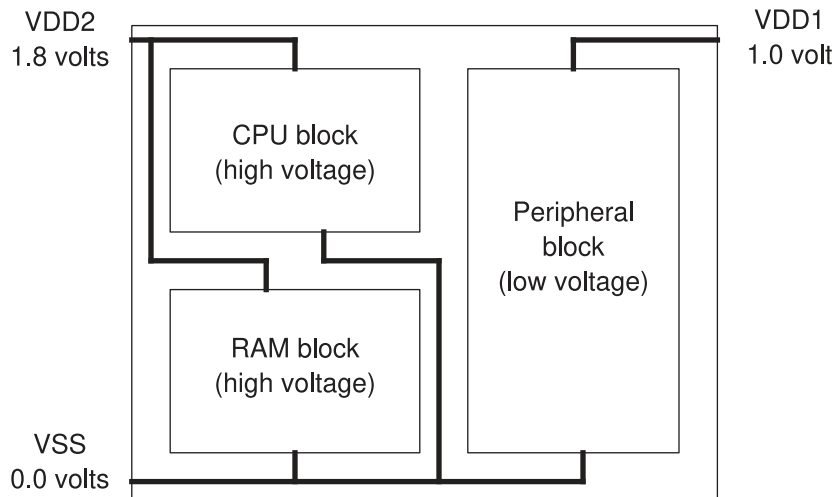 VDD2
1.8 volts
VDD1
1.0 volt
CPU block
(high voltage)
Peripheral
block
(low voltage)
RAM block
(high voltage)
VSS
0.0 volts